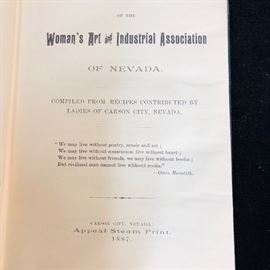 OF THE
Woman's Art and Industrial Association
OF NEVADA.
COMPILED FROM RECIPES CONTRIBUTED BY
LADIES OF CARSON CITY, NEVADA.
"We may live without poetry, music and art;
We may live without conscience, live without heart;
We may live without friends, we may live without books;
But civilized man cannot live without cooks."
—Owen Meredith.
CARSON CITY, NEVADA:
Appeal Steam Print.
1887.